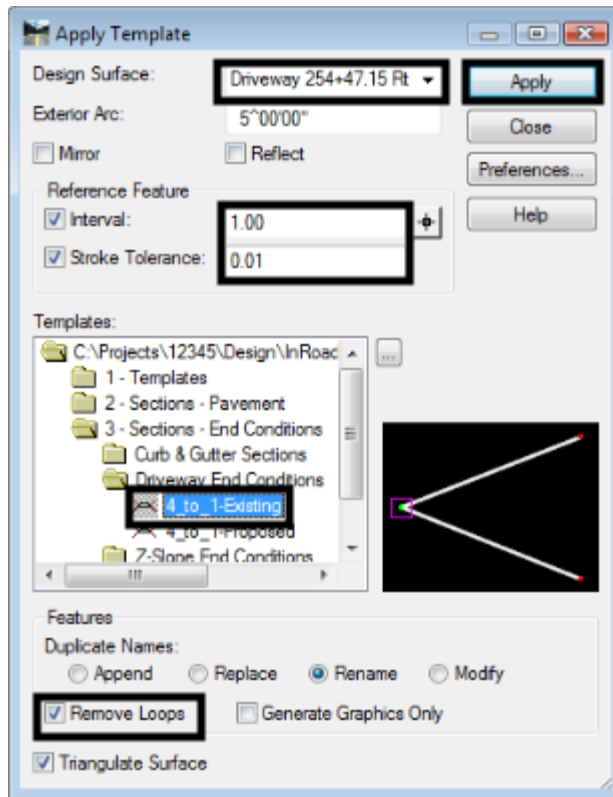 Apply Template
Design Surface: Driveway 254+47.15 Rt Apply
Exterior Arc: 5^00'00" Close
Mirror Reflect Preferences...
Reference Feature
Interval: 1.00 Help
Stroke Tolerance: 0.01
Templates:
C:\Projects\12345\Design\InRoad
...
1 - Templates
2 - Sections - Pavement
3 - Sections - End Conditions
Curb & Gutter Sections
Driveway End Conditions
4_to_1-Existing
4_to_1-Proposed
Z-Slope End Conditions
Features
Duplicate Names:
Append Replace Rename Modify
Remove Loops Generate Graphics Only
Triangulate Surface